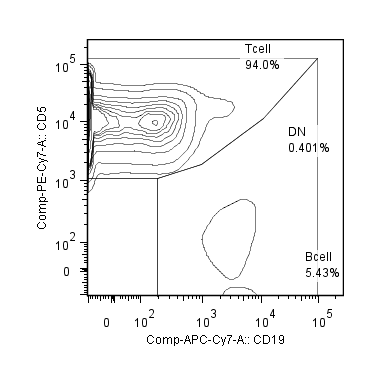 Tcell
94.0%
10^5
10^4
DN
0.401%
10^3
10^2
0
Bcell
5.43%
Comp-PE-Cy7-A:: CD5
0 10^2 10^3 10^4 10^5
Comp-APC-Cy7-A:: CD19